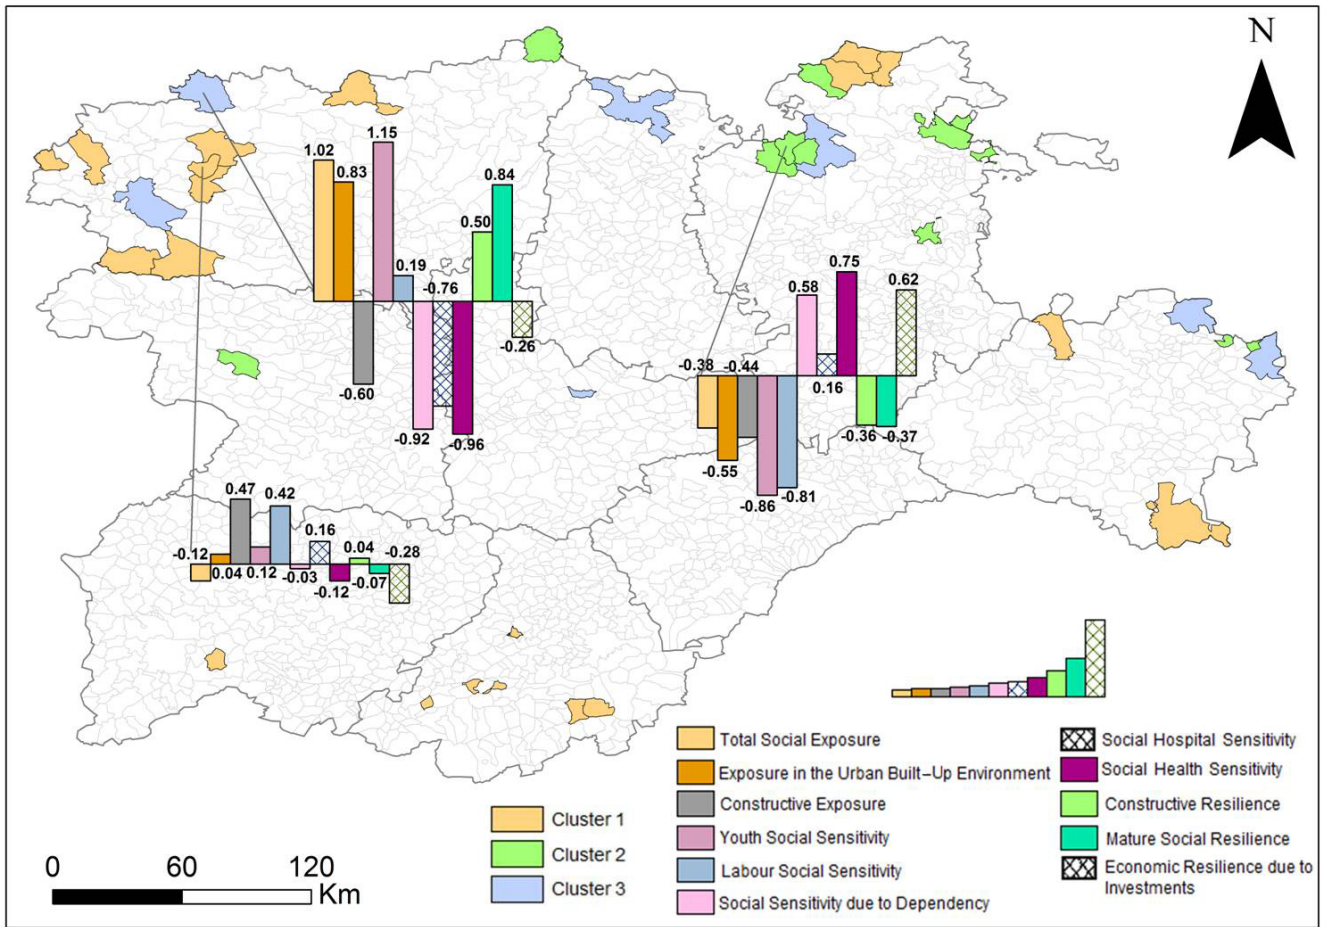 N
1.15
1.02
0.83
0.84
0.50
0.19
-0.76
-0.26
-0.60
-0.92
-0.96
0.75
0.58
0.62
-0.38
-0.44
0.16
-0.36
-0.37
-0.55
-0.86
-0.81
0.47
0.42
0.16
-0.12
0.04
-0.28
0.04
0.12
-0.03
-0.12
-0.07
Total Social Exposure
Exposure in the Urban Built-Up Environment
Constructive Exposure
Youth Social Sensitivity
Labour Social Sensitivity
Social Sensitivity due to Dependency
Social Hospital Sensitivity
Social Health Sensitivity
Constructive Resilience
Mature Social Resilience
Economic Resilience due to
Investments
Cluster 1
Cluster 2
Cluster 3
0 60 120
Km